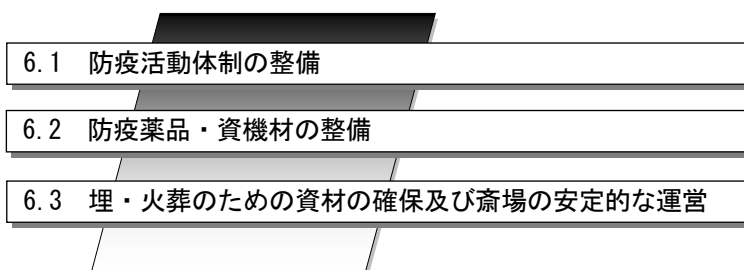 6.1 防疫活動体制の整備
6.2 防疫薬品・資機材の整備
6.3 埋・火葬のための資材の確保及び斎場の安定的な運営